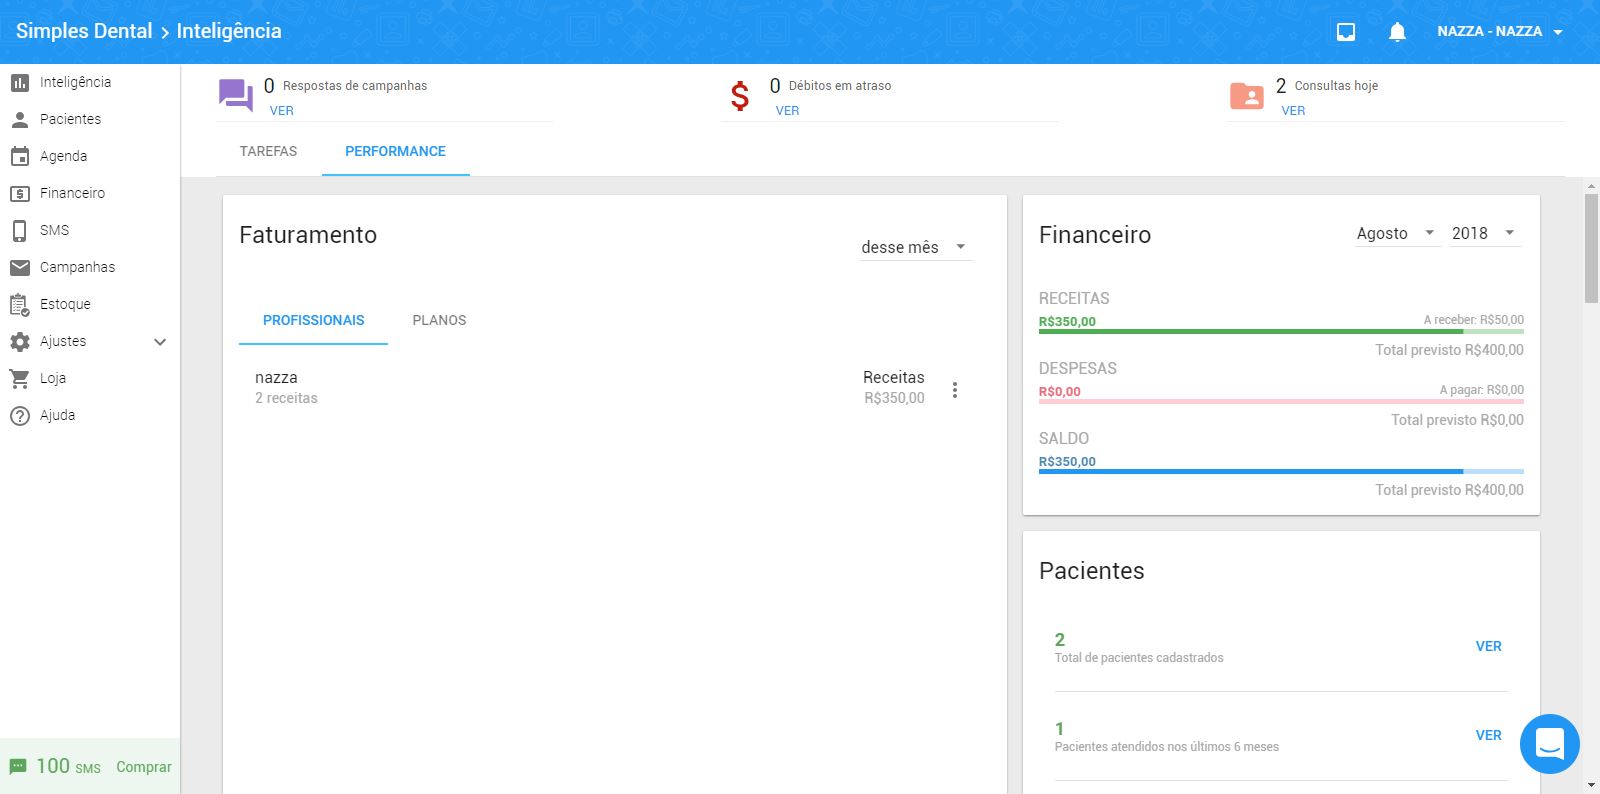 Simples Dental > Inteligência
NAZZA - NAZZA
Inteligência
Pacientes
Agenda
Financeiro
SMS
Campanhas
Estoque
Ajustes
Loja
Ajuda
100 SMS Comprar
0 Respostas de campanhas
VER
0 Débitos em atraso
VER
2 Consultas hoje
VER
TAREFAS PERFORMANCE
Faturamento
desse mês
PROFISSIONAIS PLANOS
nazza Receitas
2 receitas R$350,00
Financeiro Agosto 2018
RECEITAS
R$350,00 A receber: R$50,00
Total previsto R$400,00
DESPESAS
R$0,00 A pagar: R$0,00
Total previsto R$0,00
SALDO
R$350,00
Total previsto R$400,00
Pacientes
2
Total de pacientes cadastrados
VER
1
Pacientes atendidos nos últimos 6 meses
VER